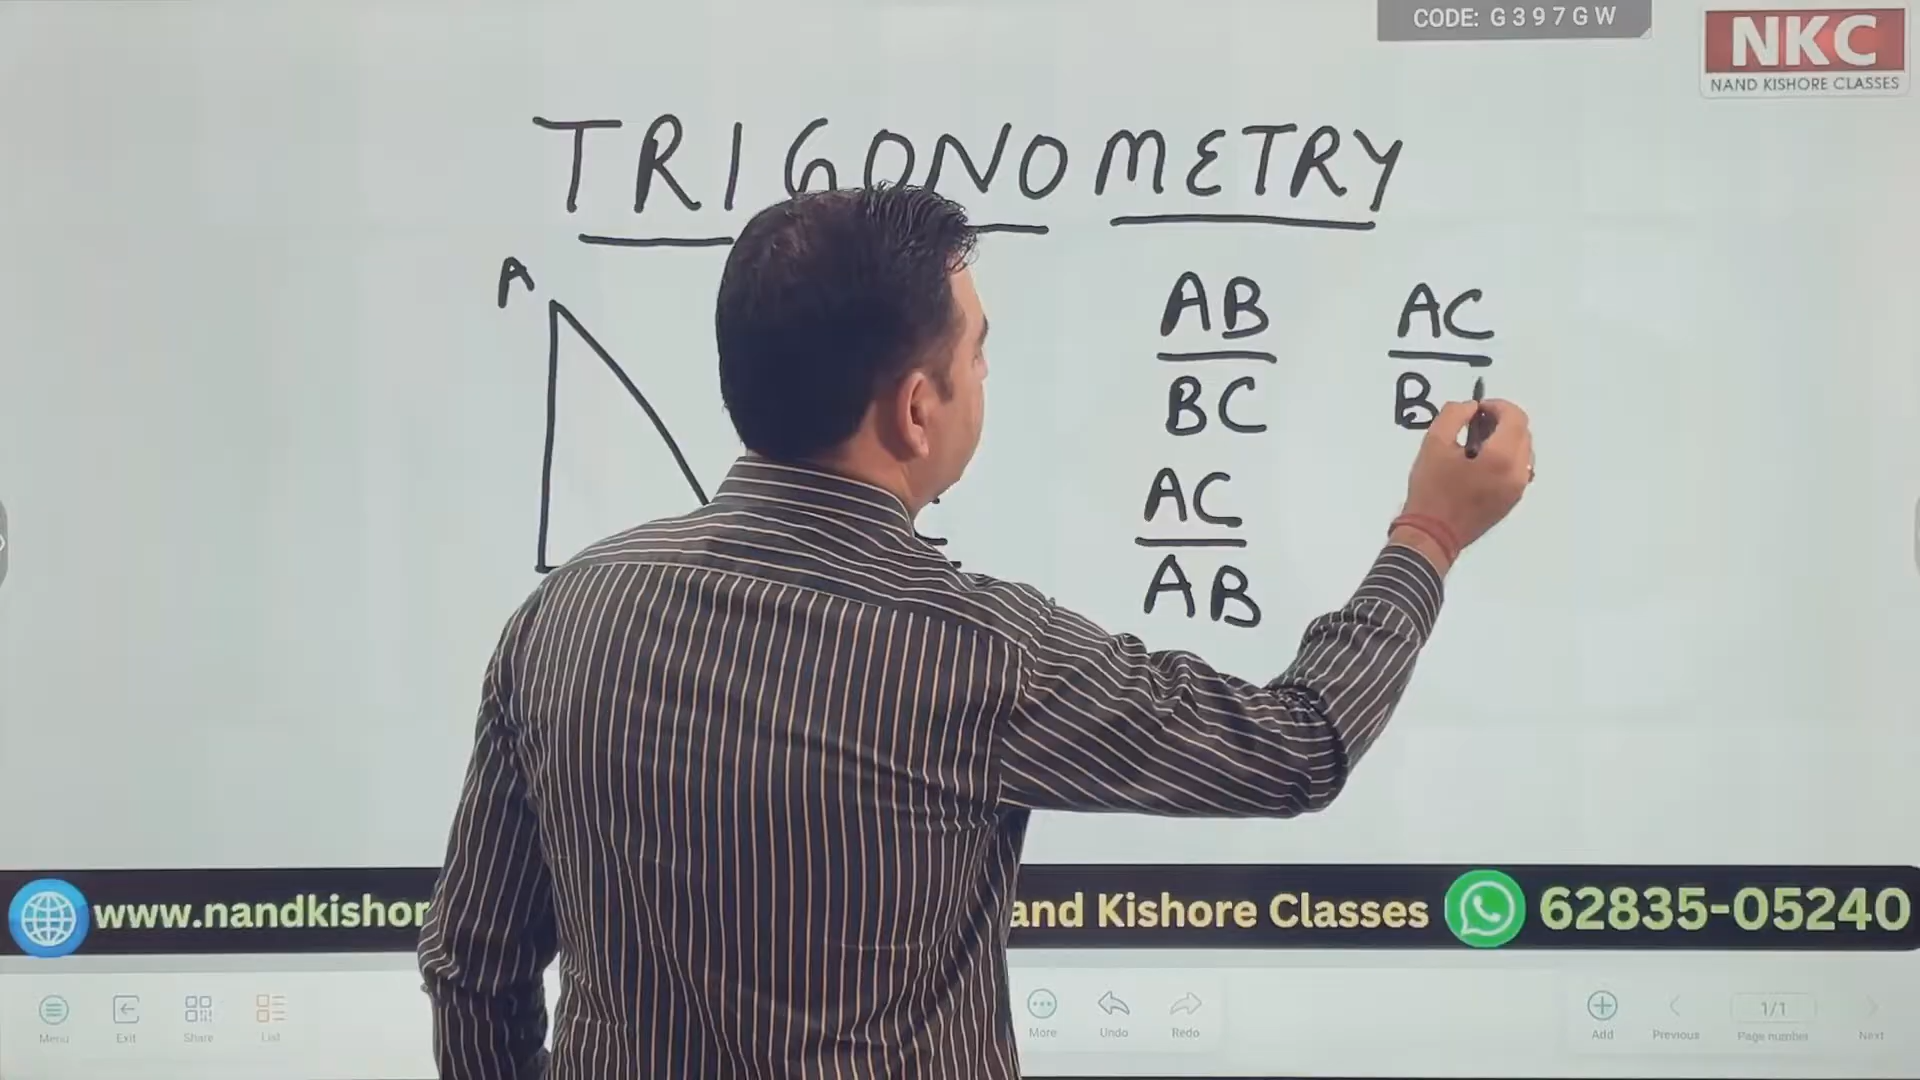 CODE: G397GW
NKC
NAND KISHORE CLASSES
TRIGONOMETRY
A
AB
BC
AC
B
AC
AB
www.nandkishor
and Kishore Classes
62835-05240
Menu
Exit
Share
List
More
Undo
Redo
Add
Previous
1/1
Page number
Next